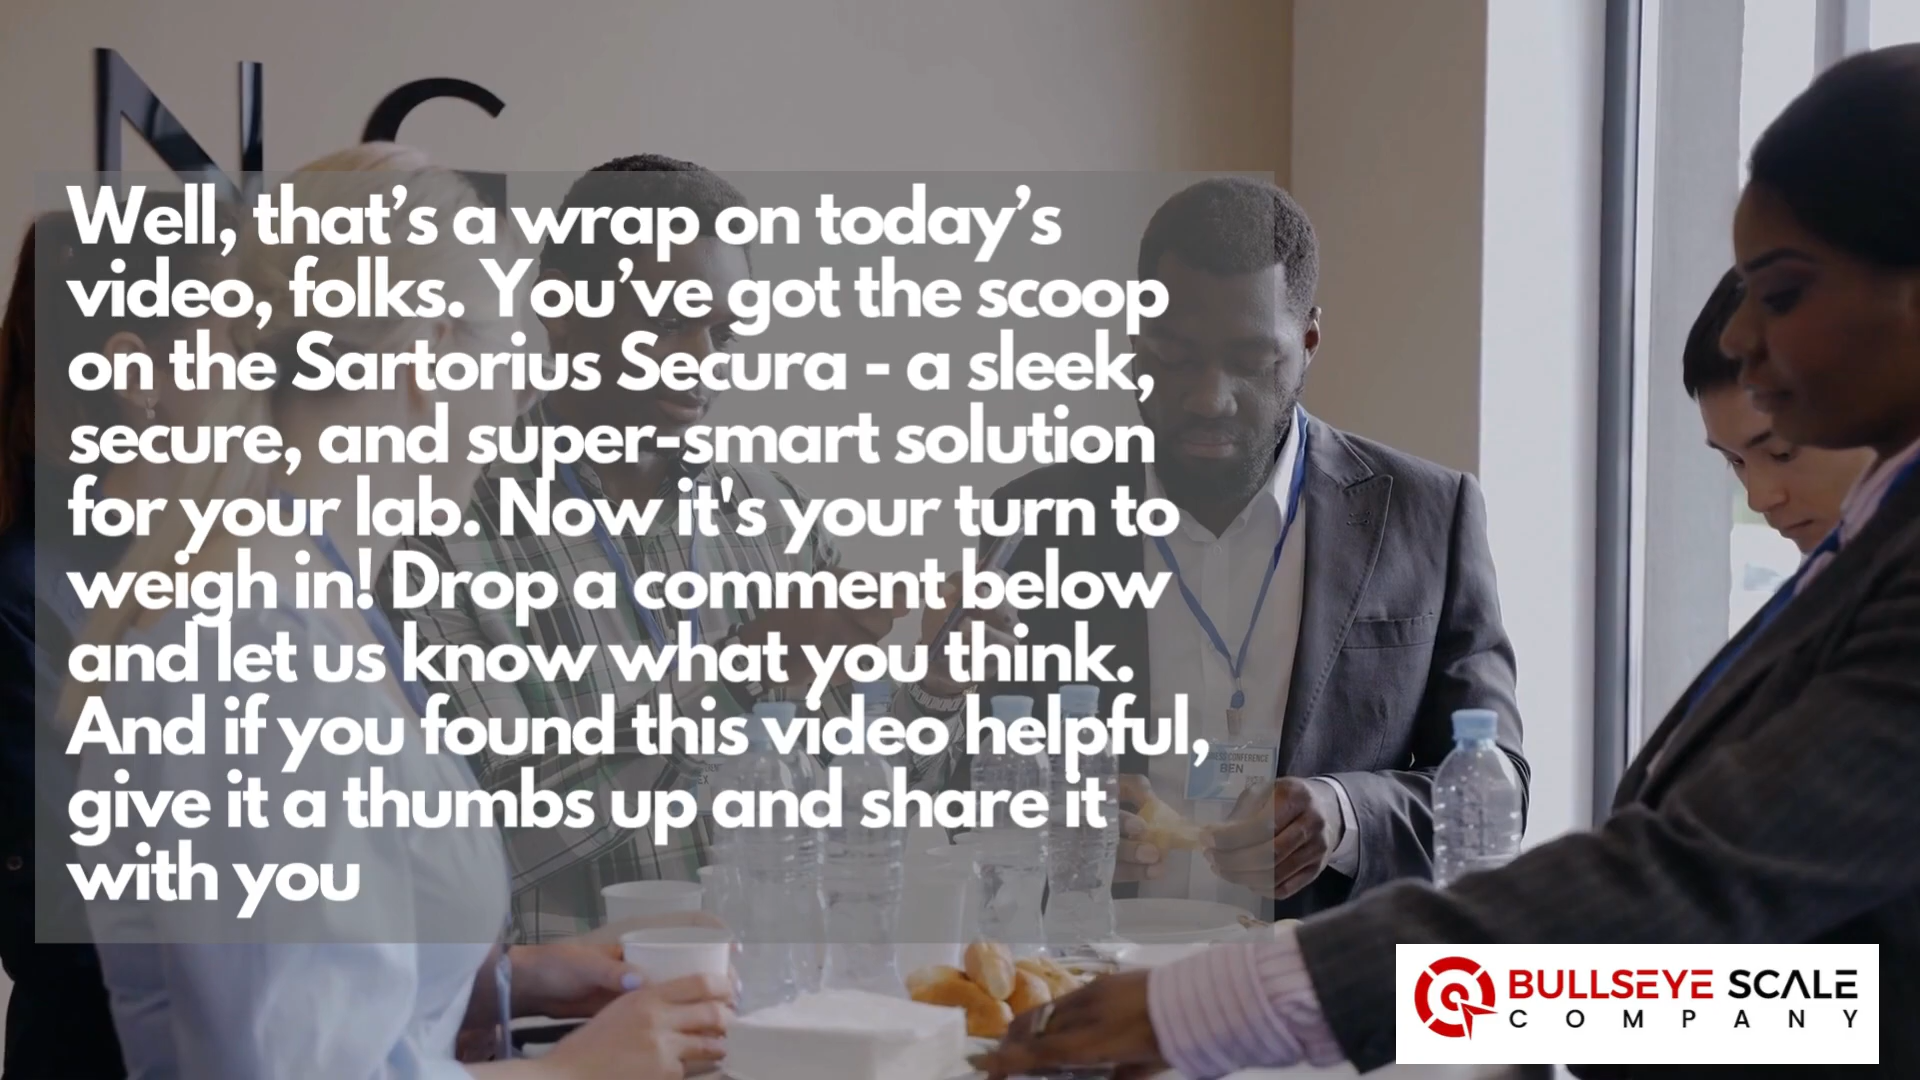 Well, that’s a wrap on today’s
video, folks. You’ve got the scoop
on the Sartorius Secura - a sleek,
secure, and super-smart solution
for your lab. Now it's your turn to
weigh in! Drop a comment below
and let us know what you think.
And if you found this video helpful,
give it a thumbs up and share it
with you
CONFERENCE
BEN
BULLSEYE SCALE
COMPANY